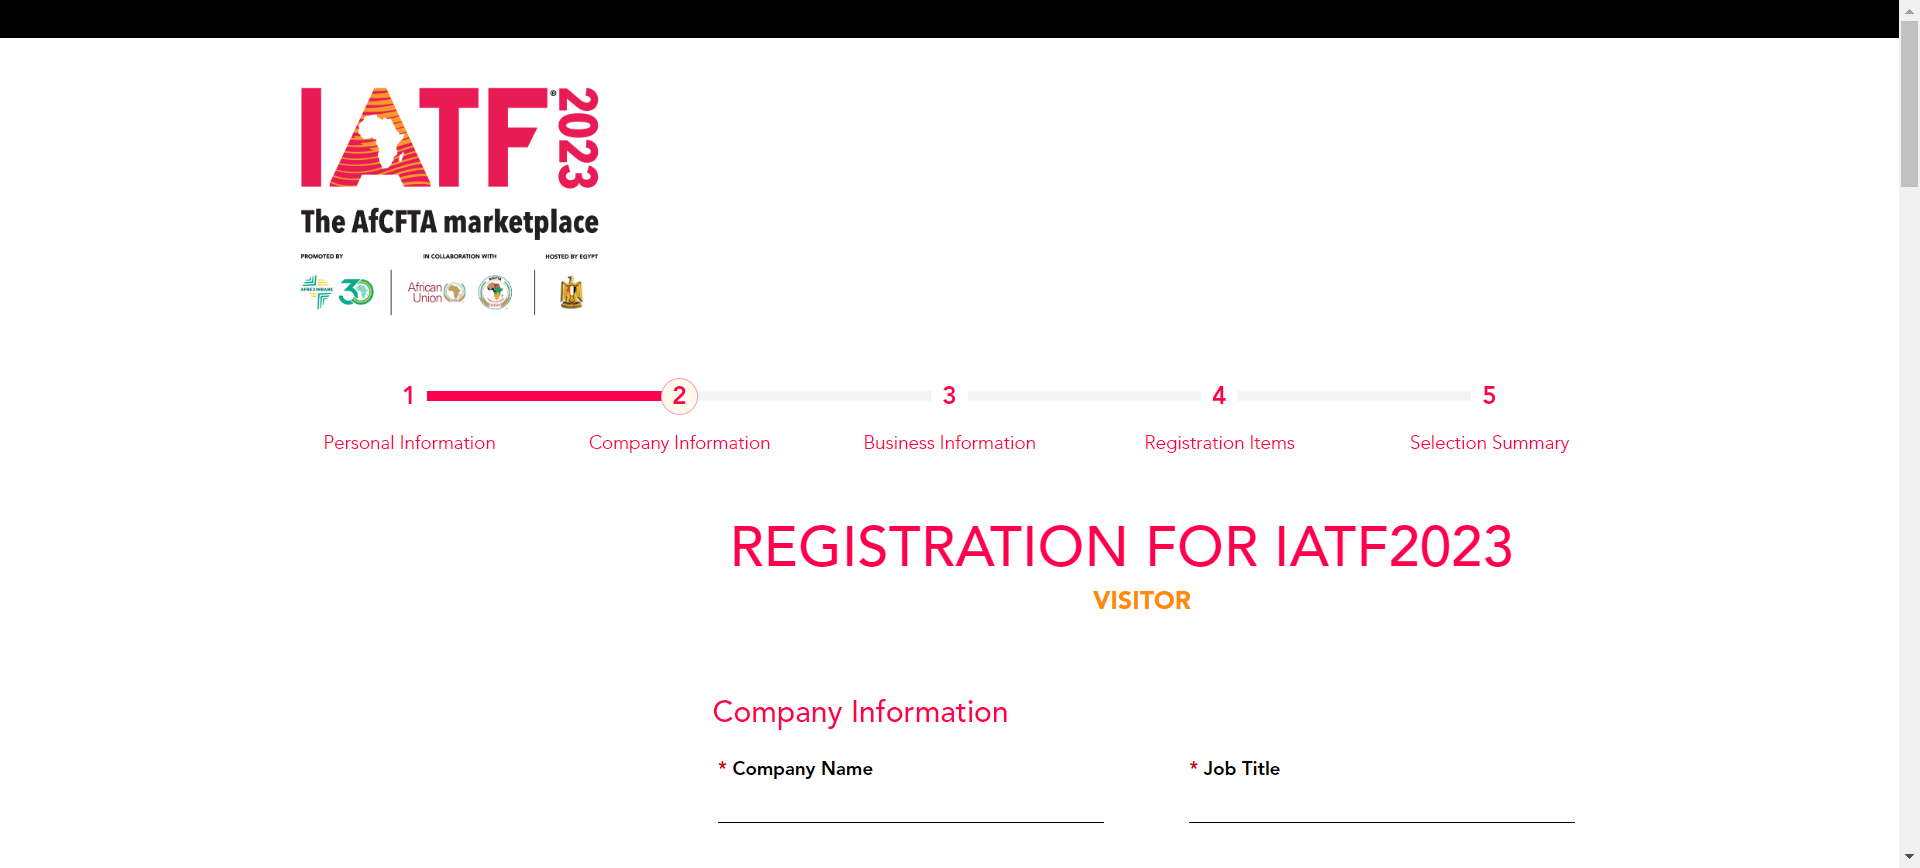 IATF® 2023
The AfCFTA marketplace
PROMOTED BY IN COLLABORATION WITH HOSTED BY EGYPT
AFREXIMBANK 30 African Union
1 2 3 4 5
Personal Information Company Information Business Information Registration Items Selection Summary
REGISTRATION FOR IATF2023
VISITOR
Company Information
* Company Name * Job Title